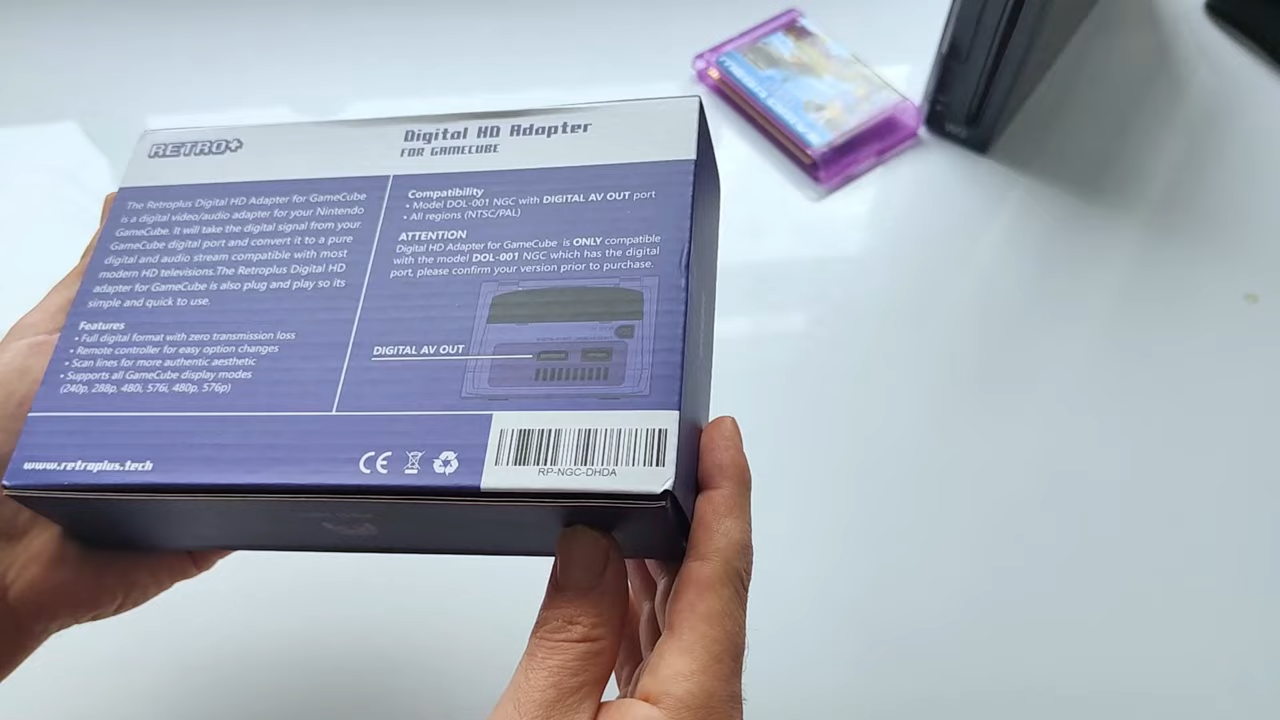 RETRO+
Digital HD Adapter
FOR GAMECUBE
The Retroplus Digital HD Adapter for GameCube
is a digital video/audio adapter for your Nintendo
GameCube. It will take the digital signal from your
GameCube digital port and convert it to a pure
digital and audio stream compatible with most
modern HD televisions.The Retroplus Digital HD
adapter for GameCube is also plug and play so its
simple and quick to use.
Features
• Full digital format with zero transmission loss
• Remote controller for easy option changes
• Scan lines for more authentic aesthetic
• Supports all GameCube display modes
(240p, 288p, 480i, 576i, 480p, 576p)
Compatibility
• Model DOL-001 NGC with DIGITAL AV OUT port
• All regions (NTSC/PAL)
ATTENTION
Digital HD Adapter for GameCube is ONLY compatible
with the model DOL-001 NGC which has the digital
port, please confirm your version prior to purchase.
DIGITAL AV OUT
www.retroplus.tech
CE
RP-NGC-DHDA